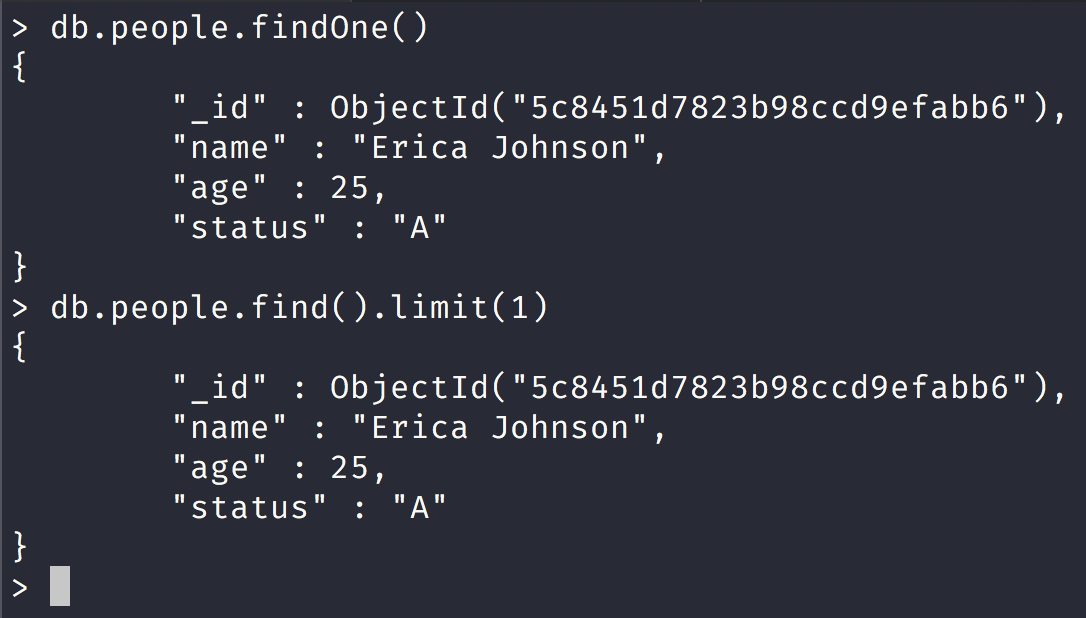 > db.people.findOne()
{
"_id" : ObjectId("5c8451d7823b98ccd9efabb6"),
"name" : "Erica Johnson",
"age" : 25,
"status" : "A"
}
> db.people.find().limit(1)
{
"_id" : ObjectId("5c8451d7823b98ccd9efabb6"),
"name" : "Erica Johnson",
"age" : 25,
"status" : "A"
}
>